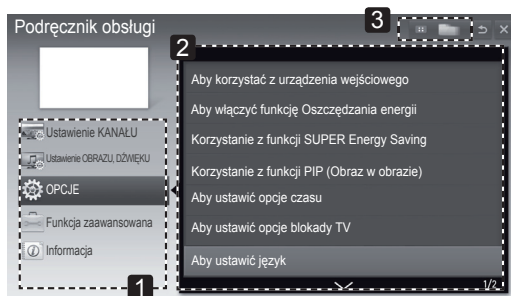 Podręcznik obsługi
3
2
Ustawienie KANAŁU
Ustawienie OBRAZU, DŹWIĘKU
OPCJE
Funkcja zaawansowana
Informacja
1
Aby korzystać z urządzenia wejściowego
Aby włączyć funkcję Oszczędzania energii
Korzystanie z funkcji SUPER Energy Saving
Korzystanie z funkcji PIP (Obraz w obrazie)
Aby ustawić opcje czasu
Aby ustawić opcje blokady TV
Aby ustawić język
1/2